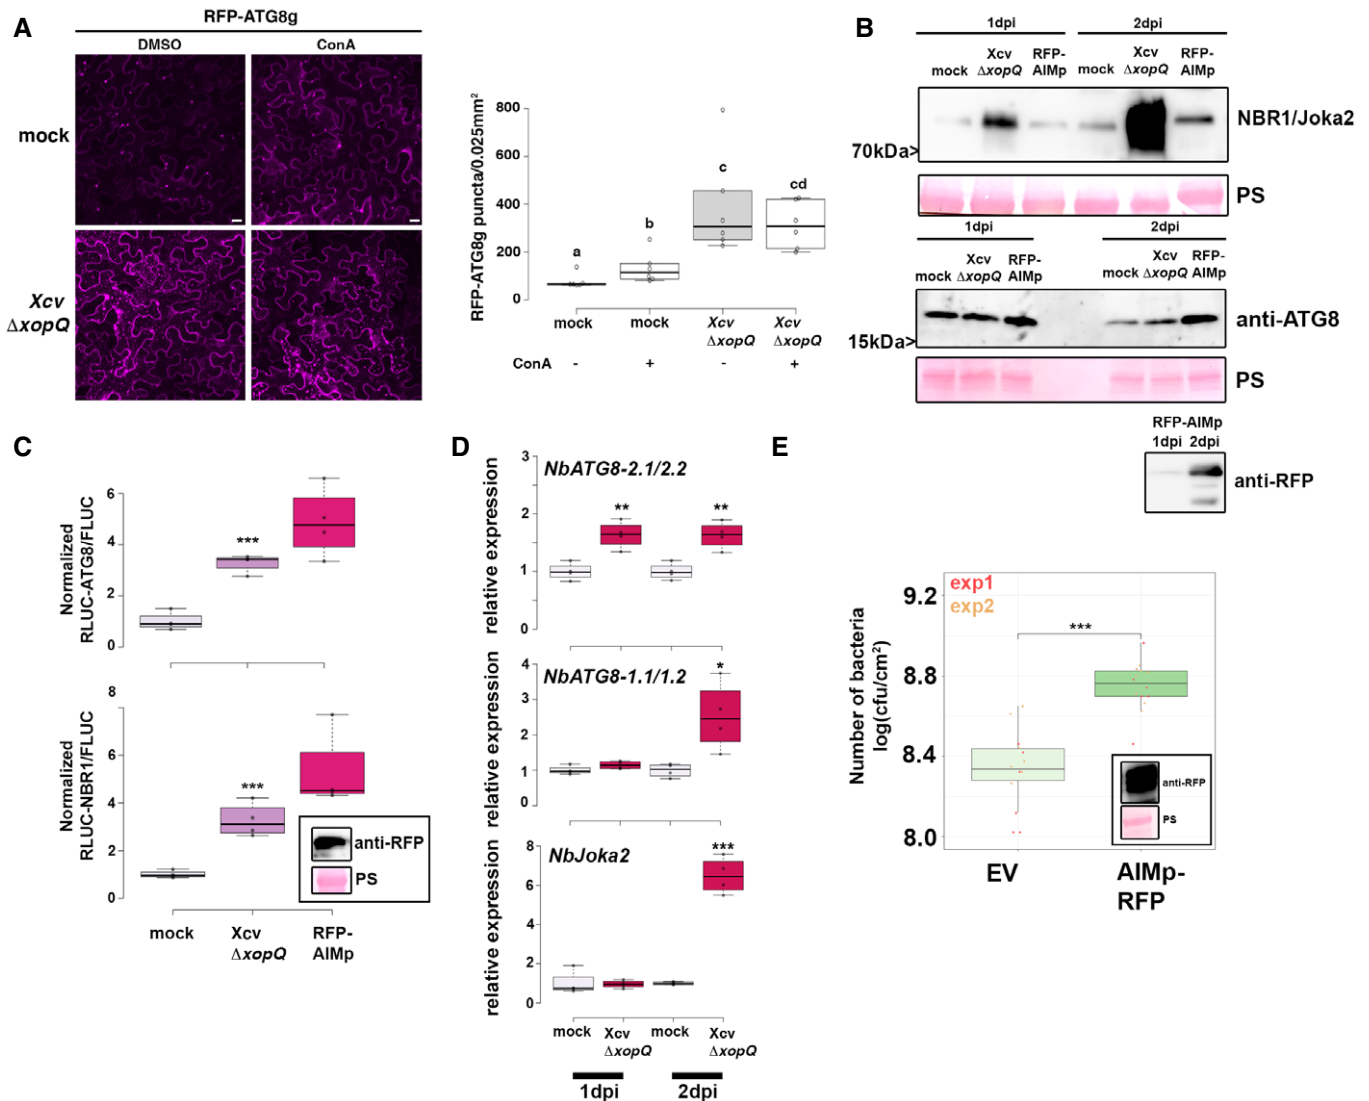 A
RFP-ATG8g
DMSO
ConA
mock
Xcv
ΔxopQ
RFP-ATG8g puncta/0.025mm²
800
600
400
200
0
a
b
c
cd
mock
mock
Xcv
ΔxopQ
Xcv
ΔxopQ
ConA
-
+
-
+
B
1dpi
2dpi
mock
Xcv
ΔxopQ
RFP-
AIMp
mock
Xcv
ΔxopQ
RFP-
AIMp
NBR1/Joka2
70kDa>
PS
1dpi
2dpi
mock
Xcv
ΔxopQ
RFP-
AIMp
mock
Xcv
ΔxopQ
RFP-
AIMp
anti-ATG8
15kDa>
PS
RFP-AIMp
1dpi 2dpi
anti-RFP
C
Normalized
RLUC-ATG8/FLUC
6
4
2
0
***
Normalized
RLUC-NBR1/FLUC
8
6
4
2
0
***
anti-RFP
PS
mock
Xcv
ΔxopQ
RFP-
AIMp
D
relative expression
3
2
1
0
NbATG8-2.1/2.2
**
**
relative expression
4
3
2
1
0
NbATG8-1.1/1.2
*
relative expression
8
6
4
2
0
NbJoka2
***
mock
Xcv
ΔxopQ
mock
Xcv
ΔxopQ
1dpi
2dpi
E
Number of bacteria
log(cfu/cm²)
9.2
8.8
8.4
8.0
exp1
exp2
***
anti-RFP
PS
EV
AIMp-
RFP